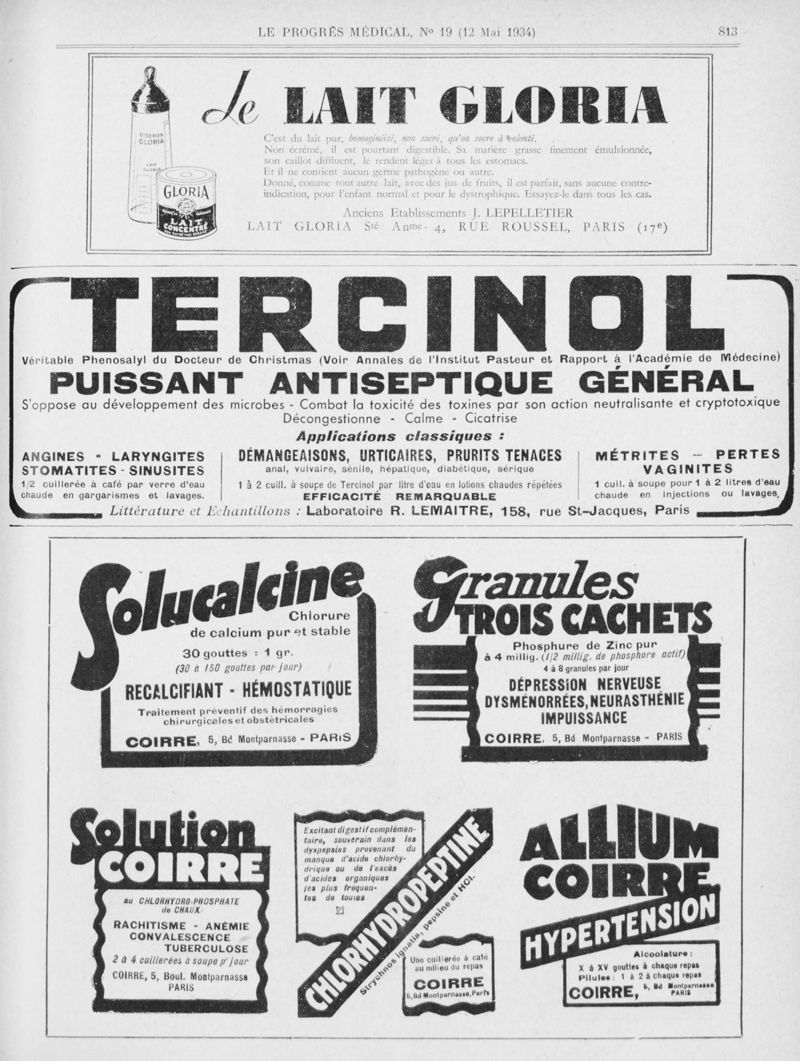 LE PROGRÈS MÉDICAL, No 19 (12 Mai 1934) 813
BIBERON
GLORIA
LAIT
GLORIA
GLORIA
LAIT
CONCENTRÉ
Le LAIT GLORIA
C'est du lait pur, homogénéisé, non sucré, qu'on sucre à volonté.
Non écrémé, il est pourtant digestible. Sa matière grasse finement émulsionnée,
son caillot diffluent, le rendent léger à tous les estomacs.
Et il ne contient aucun germe pathogène ou autre.
Donné, comme tout autre lait, avec des jus de fruits, il est parfait, sans aucune contre-
indication, pour l'enfant normal et pour le dystrophique. Essayez-le dans tous les cas.
Anciens Etablissements J. LEPELLETIER
LAIT GLORIA Sté Anme. 4, RUE ROUSSEL, PARIS (17e)
TERCINOL
Véritable Phenosalyl du Docteur de Christmas (Voir Annales de l'Institut Pasteur et Rapport à l'Académie de Médecine)
PUISSANT ANTISEPTIQUE GÉNÉRAL
S'oppose au développement des microbes - Combat la toxicité des toxines par son action neutralisante et cryptotoxique
Décongestionne - Calme - Cicatrise
Applications classiques :
ANGINES - LARYNGITES
STOMATITES - SINUSITES
1/2 cuillerée à café par verre d'eau
chaude en gargarismes et lavages.
DÉMANGEAISONS, URTICAIRES, PRURITS TENACES
anal, vulvaire, sénile, hépatique, diabétique, sérique
1 à 2 cuill. à soupe de Tercinol par litre d'eau en lotions chaudes répétées
EFFICACITÉ REMARQUABLE
MÉTRITES — PERTES
VAGINITES
1 cuil. à soupe pour 1 à 2 litres d'eau
chaude en injections ou lavages.
Littérature et Echantillons : Laboratoire R. LEMAITRE, 158, rue St-Jacques, Paris
Solucalcine
Chlorure
de calcium pur et stable
30 gouttes = 1 gr.
(30 à 150 gouttes par jour)
RECALCIFIANT - HÉMOSTATIQUE
Traitement préventif des hémorragies
chirurgicales et obstétricales
COIRRE, 5, Bd Montparnasse - PARIS
Granules
TROIS CACHETS
Phosphure de Zinc pur
à 4 millig. (1/2 millig. de phosphore actif)
4 à 8 granules par jour
DÉPRESSION NERVEUSE
DYSMÉNORRÉES, NEURASTHÉNIE
IMPUISSANCE
COIRRE, 5, Bd Montparnasse - PARIS
Solution
COIRRE
au CHLORHYDRO-PHOSPHATE
de CHAUX
RACHITISME - ANÉMIE
CONVALESCENCE
TUBERCULOSE
2 à 4 cuillerées à soupe p' jour
COIRRE, 5, Boul. Montparnasse
PARIS
Excitant digestif complémen-
taire, souverain dans les
dyspepsies provenant du
manque d'acide chlorhy-
drique ou de l'excès
d'acides organiques
les plus fréquen-
tes de toutes
CHLORHYDROPEPTINE
Strychnos ignatia, pepsine et HCl.
Une cuillerée à café
au milieu du repas
COIRRE
5, Bd Montparnasse, Paris
ALLIUM
COIRRE
HYPERTENSION
Alcoolature :
X à XV gouttes à chaque repas
Pilules : 1 à 2 à chaque repas
COIRRE, 5, Bd Montparnasse
PARIS